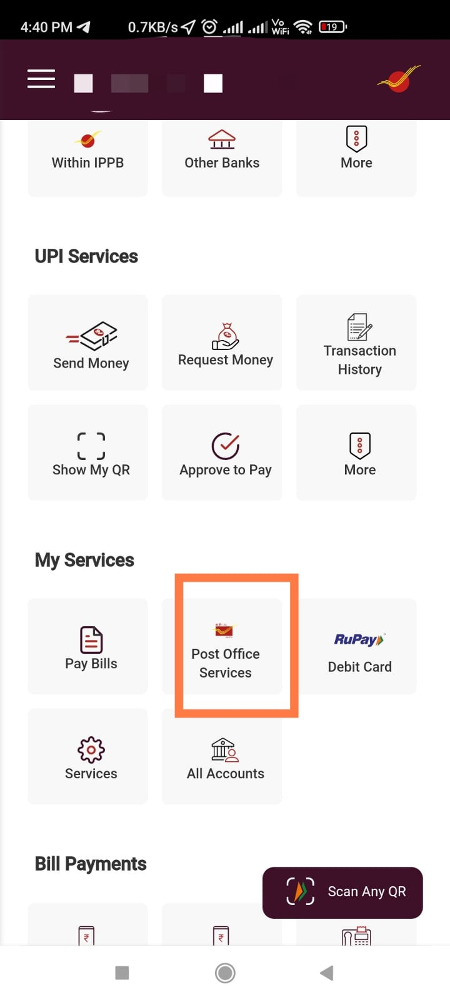 4:40 PM 0.7KB/s Vo WiFi 19
Within IPPB
Other Banks
More
UPI Services
Send Money
Request Money
Transaction
History
Show My QR
Approve to Pay
More
My Services
Pay Bills
Post Office
Services
RuPay
Debit Card
Services
All Accounts
Bill Payments
Scan Any QR
₹
₹